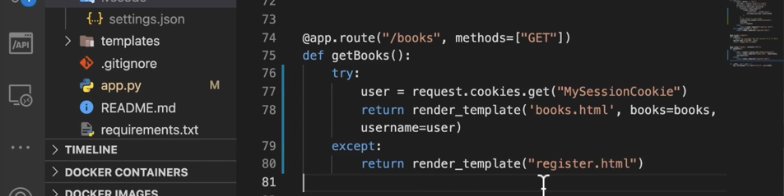 72
settings.json
73
templates
74 @app.route("/books", methods=["GET"])
.gitignore
75 def getBooks():
app.py M
76 try:
77 user = request.cookies.get("MySessionCookie")
README.md
78 return render_template('books.html', books=books,
requirements.txt
username=user)
TIMELINE
79 except:
DOCKER CONTAINERS
80 return render_template("register.html")
DOCKER IMAGES
81